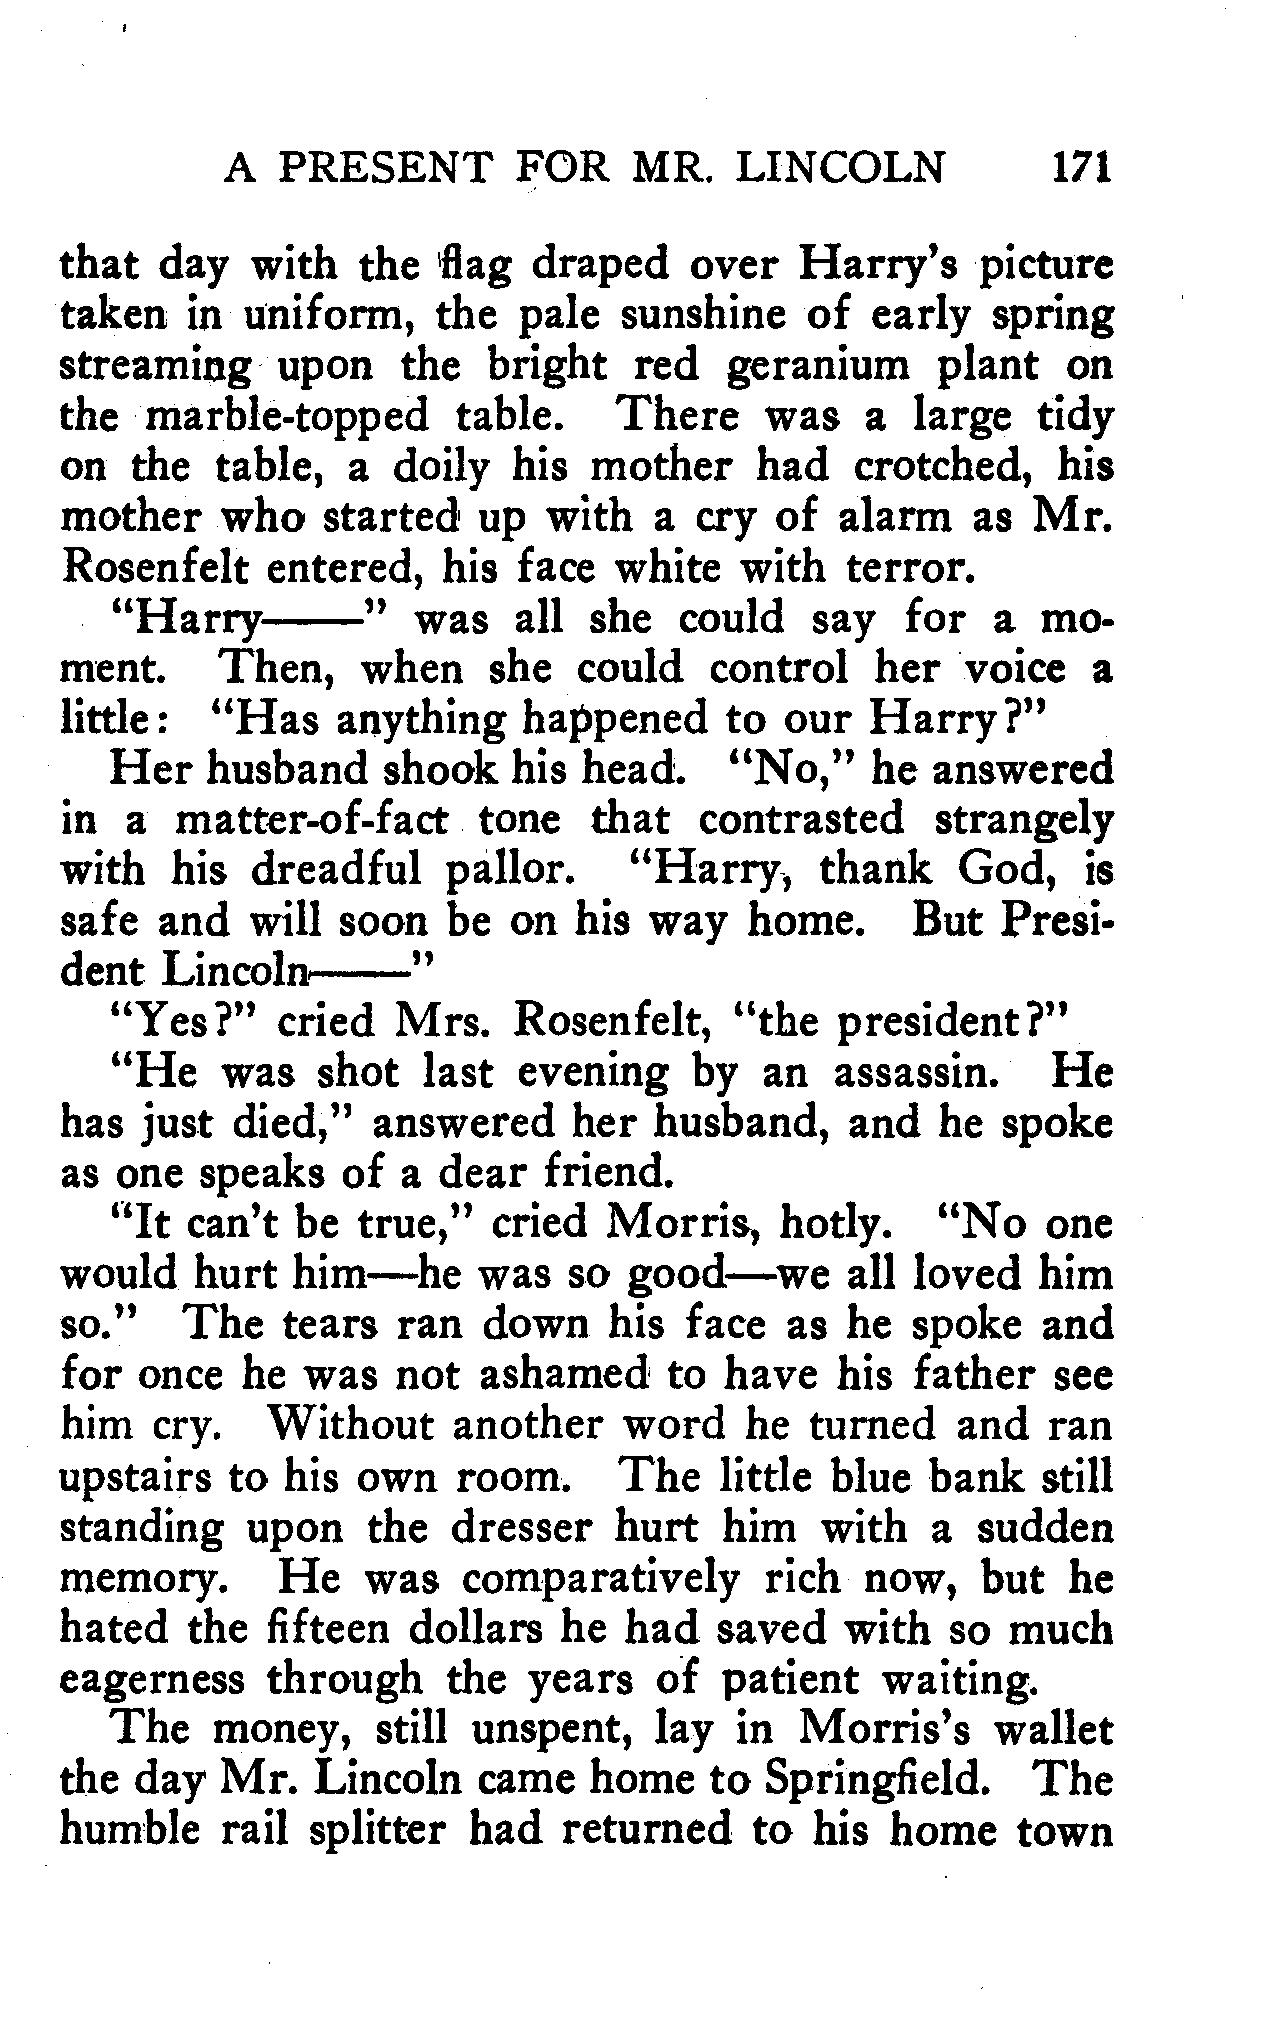 A PRESENT FOR MR. LINCOLN 171
that day with the flag draped over Harry's picture
taken in uniform, the pale sunshine of early spring
streaming upon the bright red geranium plant on
the marble-topped table. There was a large tidy
on the table, a doily his mother had crotched, his
mother who started up with a cry of alarm as Mr.
Rosenfelt entered, his face white with terror.
"Harry——" was all she could say for a mo-
ment. Then, when she could control her voice a
little: "Has anything happened to our Harry?"
Her husband shook his head. "No," he answered
in a matter-of-fact tone that contrasted strangely
with his dreadful pallor. "Harry, thank God, is
safe and will soon be on his way home. But Presi-
dent Lincoln——"
"Yes?" cried Mrs. Rosenfelt, "the president?"
"He was shot last evening by an assassin. He
has just died," answered her husband, and he spoke
as one speaks of a dear friend.
"It can't be true," cried Morris, hotly. "No one
would hurt him—he was so good—we all loved him
so." The tears ran down his face as he spoke and
for once he was not ashamed to have his father see
him cry. Without another word he turned and ran
upstairs to his own room. The little blue bank still
standing upon the dresser hurt him with a sudden
memory. He was comparatively rich now, but he
hated the fifteen dollars he had saved with so much
eagerness through the years of patient waiting.
The money, still unspent, lay in Morris's wallet
the day Mr. Lincoln came home to Springfield. The
humble rail splitter had returned to his home town